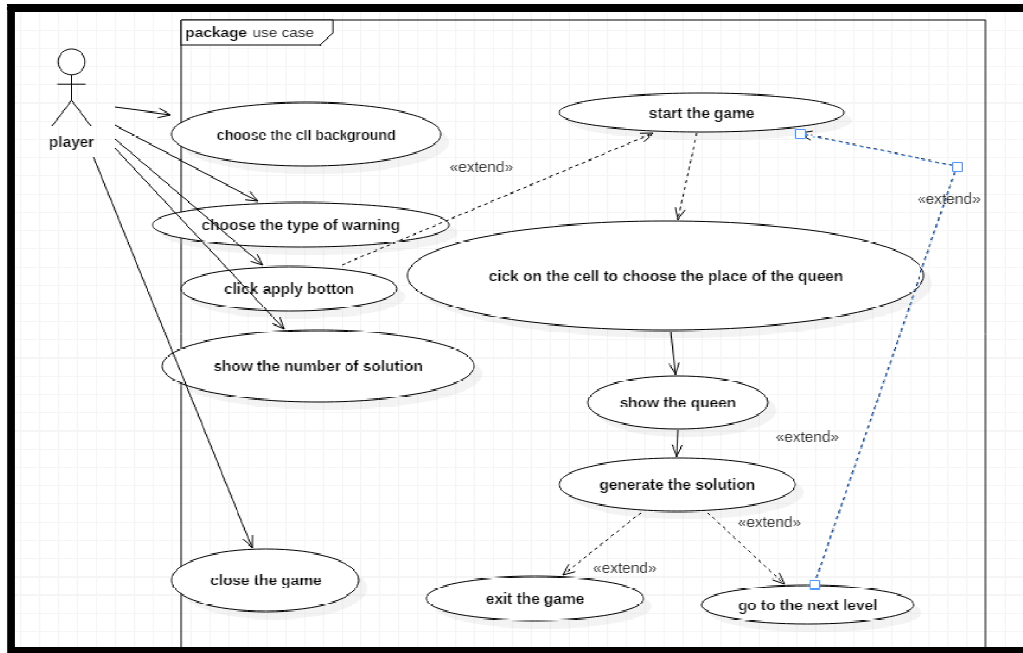 package use case
player
choose the cll background
start the game
«extend»
«extend»
choose the type of warning
click apply botton
cick on the cell to choose the place of the queen
show the number of solution
show the queen
«extend»
generate the solution
«extend»
«extend»
close the game
exit the game
go to the next level